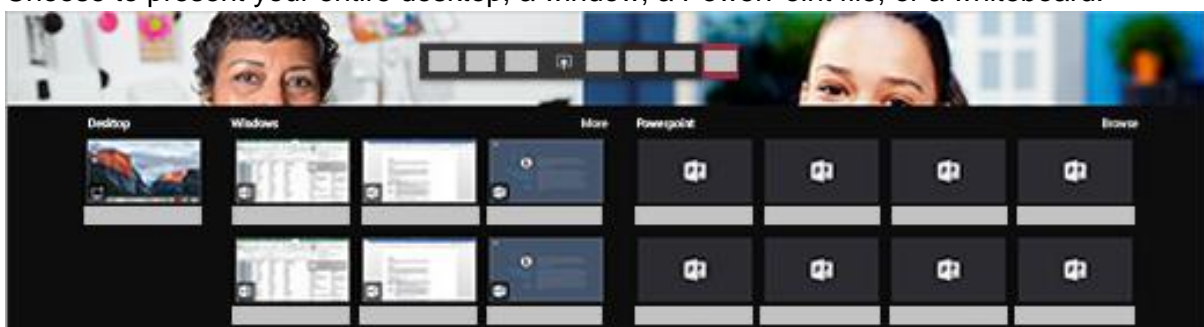 Choose to present your entire desktop, a window, a PowerPoint file, or a whiteboard.
Desktop Windows More Powerpoint Browse